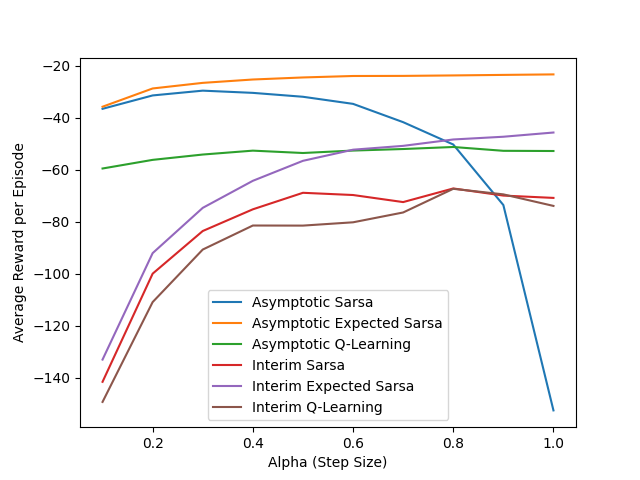 −20
−40
−60
−80
−100
−120
−140
Average Reward per Episode
Asymptotic Sarsa
Asymptotic Expected Sarsa
Asymptotic Q-Learning
Interim Sarsa
Interim Expected Sarsa
Interim Q-Learning
0.2 0.4 0.6 0.8 1.0
Alpha (Step Size)